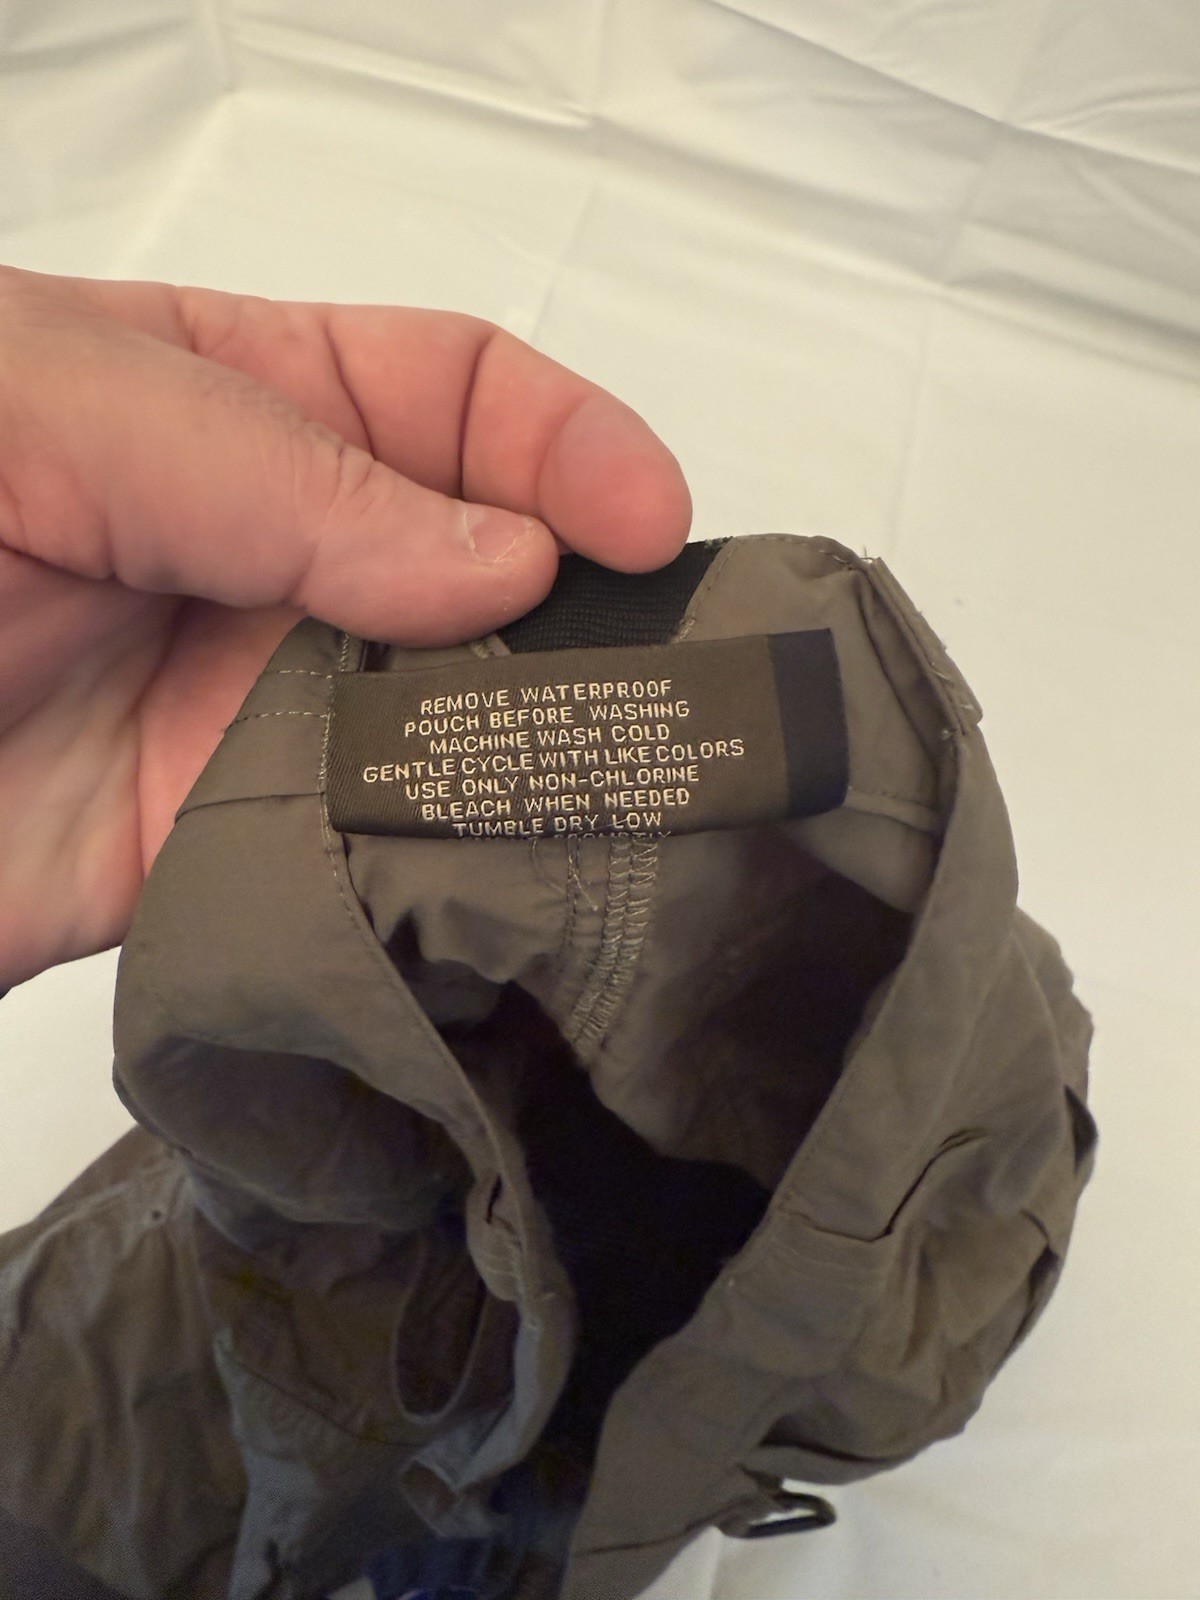 REMOVE WATERPROOF
POUCH BEFORE WASHING
MACHINE WASH COLD
GENTLE CYCLE WITH LIKE COLORS
USE ONLY NON-CHLORINE
BLEACH WHEN NEEDED
TUMBLE DRY LOW